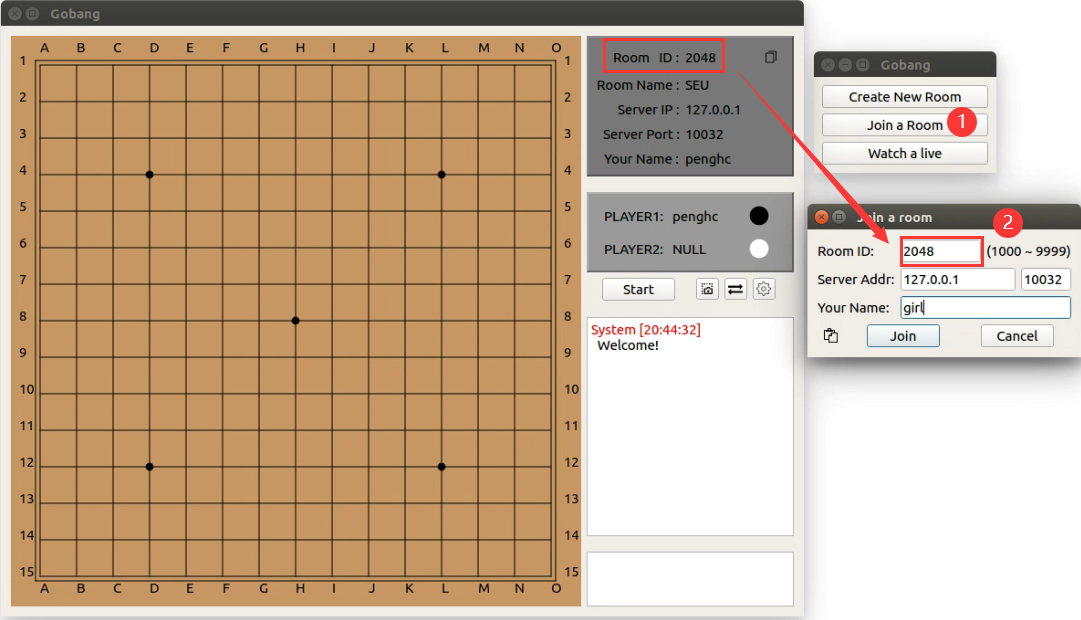 Gobang
A B C D E F G H I J K L M N O
1 1
2 2
3 3
4 4
5 5
6 6
7 7
8 8
9 9
10 10
11 11
12 12
13 13
14 14
15 15
A B C D E F G H I J K L M N O
Room ID : 2048
Room Name : SEU
Server IP : 127.0.0.1
Server Port : 10032
Your Name : penghc
PLAYER1: penghc
PLAYER2: NULL
Start
System [20:44:32]
Welcome!
Gobang
Create New Room
Join a Room 1
Watch a live
Join a room 2
Room ID: 2048 (1000 ~ 9999)
Server Addr: 127.0.0.1 10032
Your Name: girl
Join Cancel